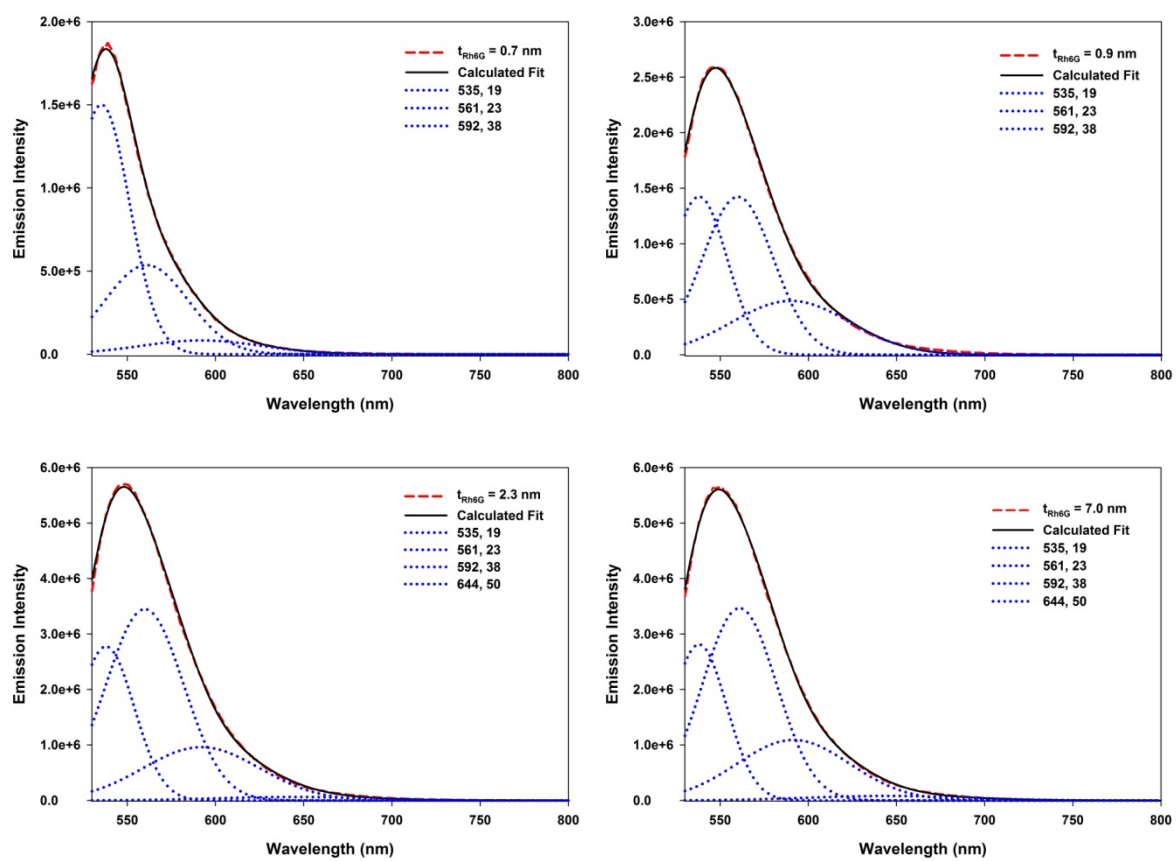 2.0e+6
1.5e+6
1.0e+6
5.0e+5
0.0
Emission Intensity
t_Rh6G = 0.7 nm
Calculated Fit
535, 19
561, 23
592, 38
550 600 650 700 750 800
Wavelength (nm)
3.0e+6
2.5e+6
2.0e+6
1.5e+6
1.0e+6
5.0e+5
0.0
Emission Intensity
t_Rh6G = 0.9 nm
Calculated Fit
535, 19
561, 23
592, 38
550 600 650 700 750 800
Wavelength (nm)
6.0e+6
5.0e+6
4.0e+6
3.0e+6
2.0e+6
1.0e+6
0.0
Emission Intensity
t_Rh6G = 2.3 nm
Calculated Fit
535, 19
561, 23
592, 38
644, 50
550 600 650 700 750 800
Wavelength (nm)
6.0e+6
5.0e+6
4.0e+6
3.0e+6
2.0e+6
1.0e+6
0.0
Emission Intensity
t_Rh6G = 7.0 nm
Calculated Fit
535, 19
561, 23
592, 38
644, 50
550 600 650 700 750 800
Wavelength (nm)